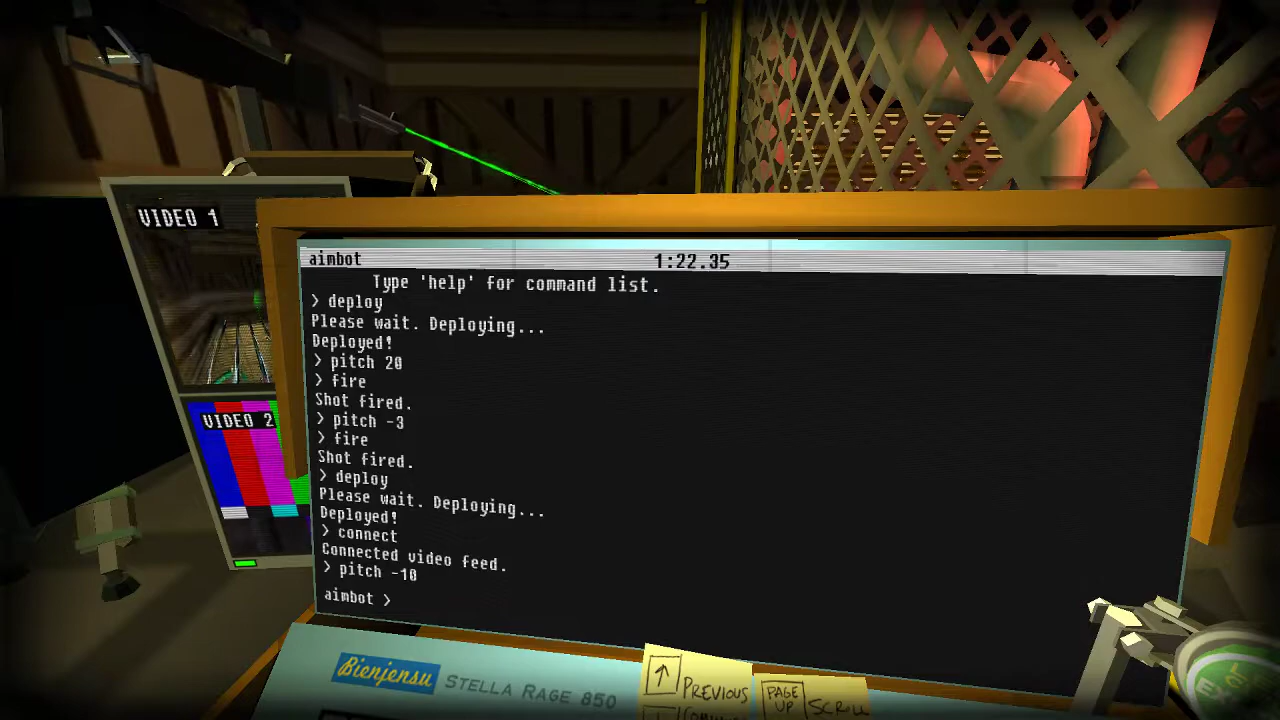 VIDEO 1
VIDEO 2
aimbot 1:22.35
Type 'help' for command list.
> deploy
Please wait. Deploying...
Deployed!
> pitch 20
> fire
Shot fired.
> pitch -3
> fire
Shot fired.
> deploy
Please wait. Deploying...
Deployed!
> connect
Connected video feed.
> pitch -10
aimbot >
Bienjensu STELLA RAGE 850
↑ PREVIOUS
PAGE UP SCROLL